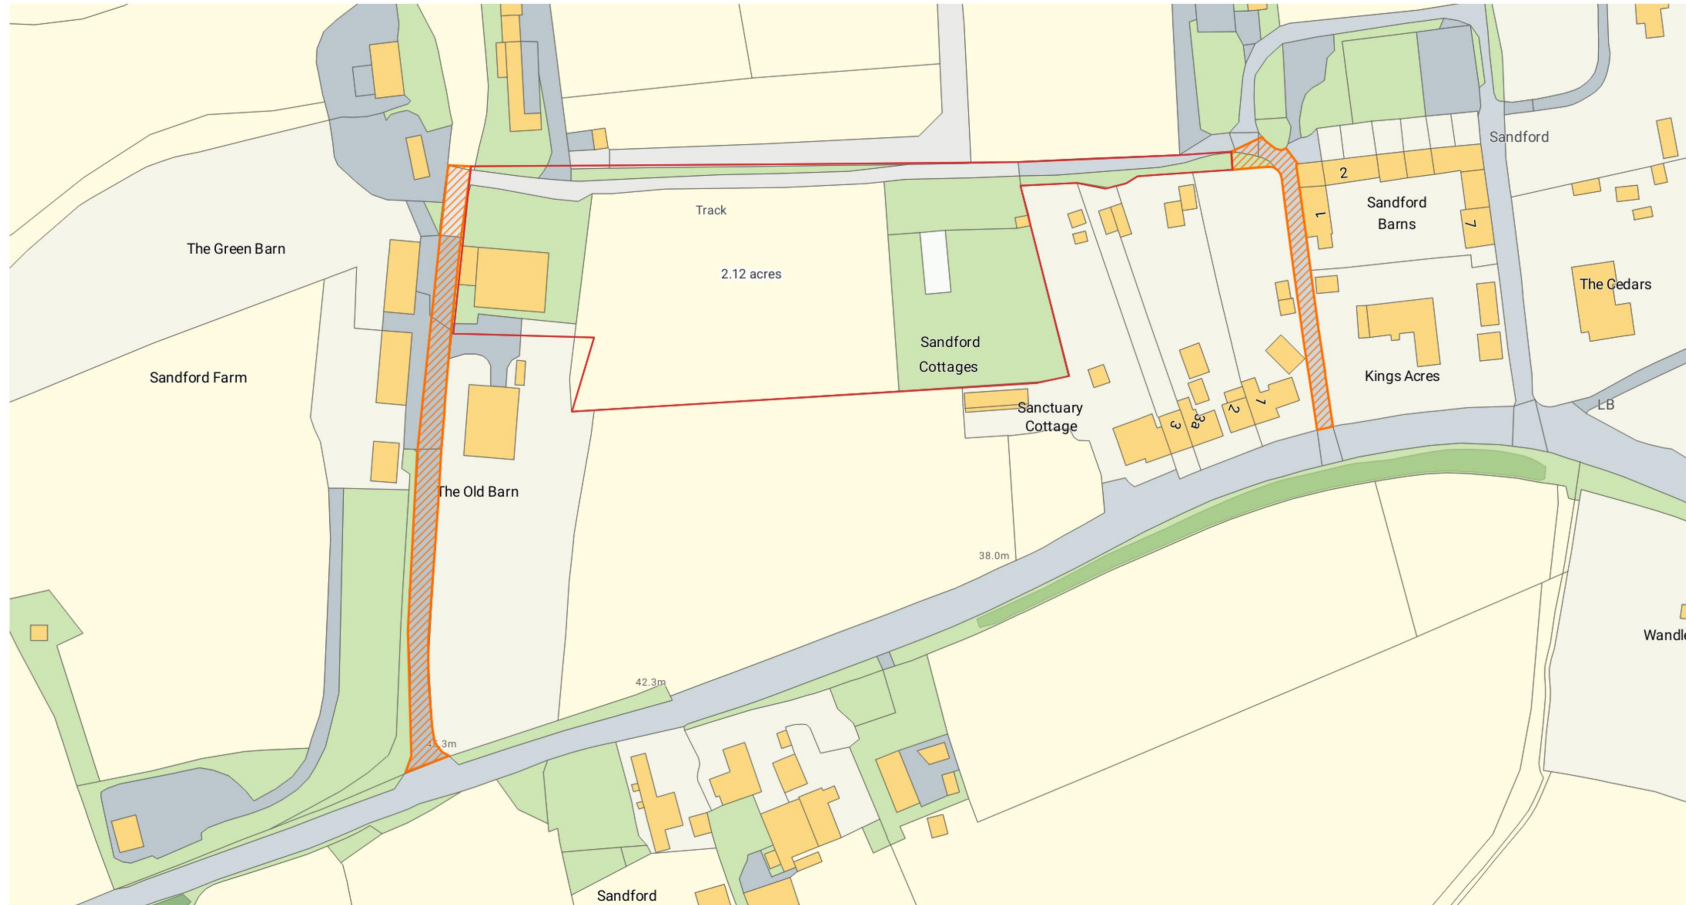 Sandford
2
Track
Sandford
Barns
1
7
The Green Barn
2.12 acres
The Cedars
Sandford
Cottages
Sandford Farm
Kings Acres
Sanctuary
Cottage
LB
1
2
3a
3
The Old Barn
38.0m
Wandle
42.3m
Sandford